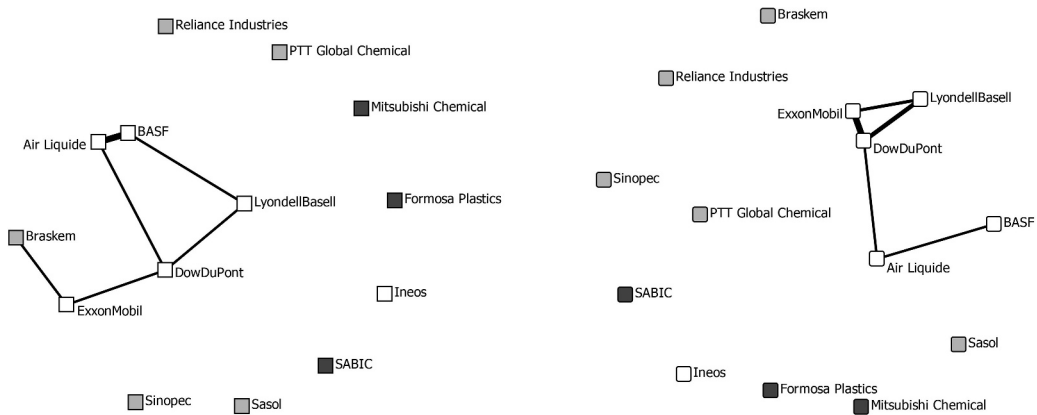 Reliance Industries
PTT Global Chemical
Mitsubishi Chemical
BASF
Air Liquide
Formosa Plastics
LyondellBasell
Braskem
DowDuPont
Ineos
ExxonMobil
SABIC
Sinopec
Sasol
Braskem
Reliance Industries
LyondellBasell
ExxonMobil
DowDuPont
Sinopec
PTT Global Chemical
BASF
Air Liquide
SABIC
Sasol
Ineos
Formosa Plastics
Mitsubishi Chemical